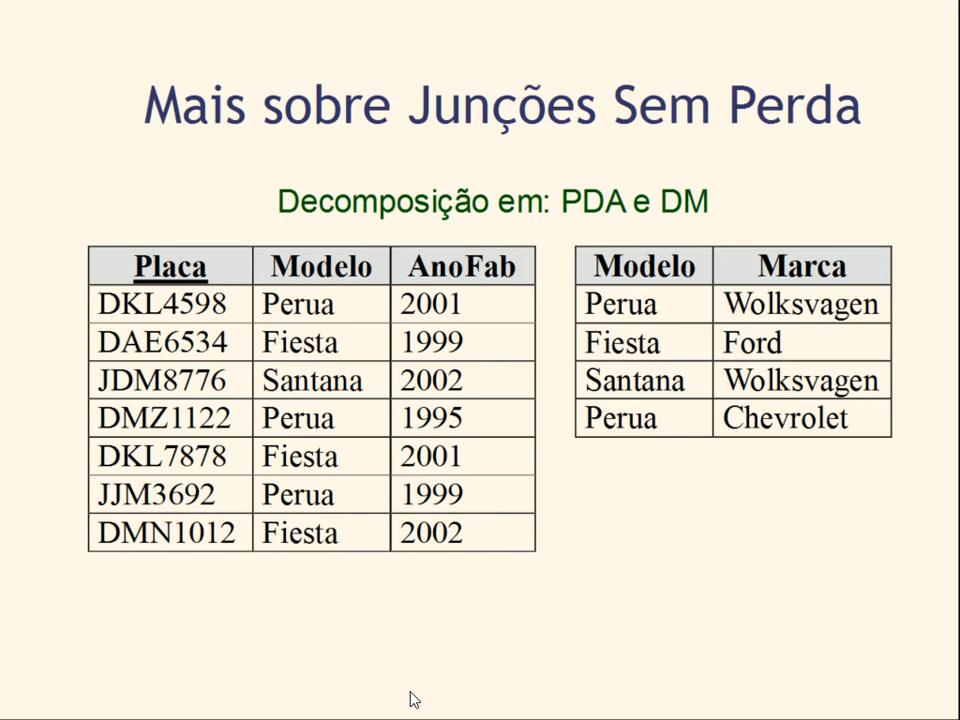 Mais sobre Junções Sem Perda
Decomposição em: PDA e DM
Placa Modelo AnoFab
DKL4598 Perua 2001
DAE6534 Fiesta 1999
JDM8776 Santana 2002
DMZ1122 Perua 1995
DKL7878 Fiesta 2001
JJM3692 Perua 1999
DMN1012 Fiesta 2002
Modelo Marca
Perua Wolksvagen
Fiesta Ford
Santana Wolksvagen
Perua Chevrolet